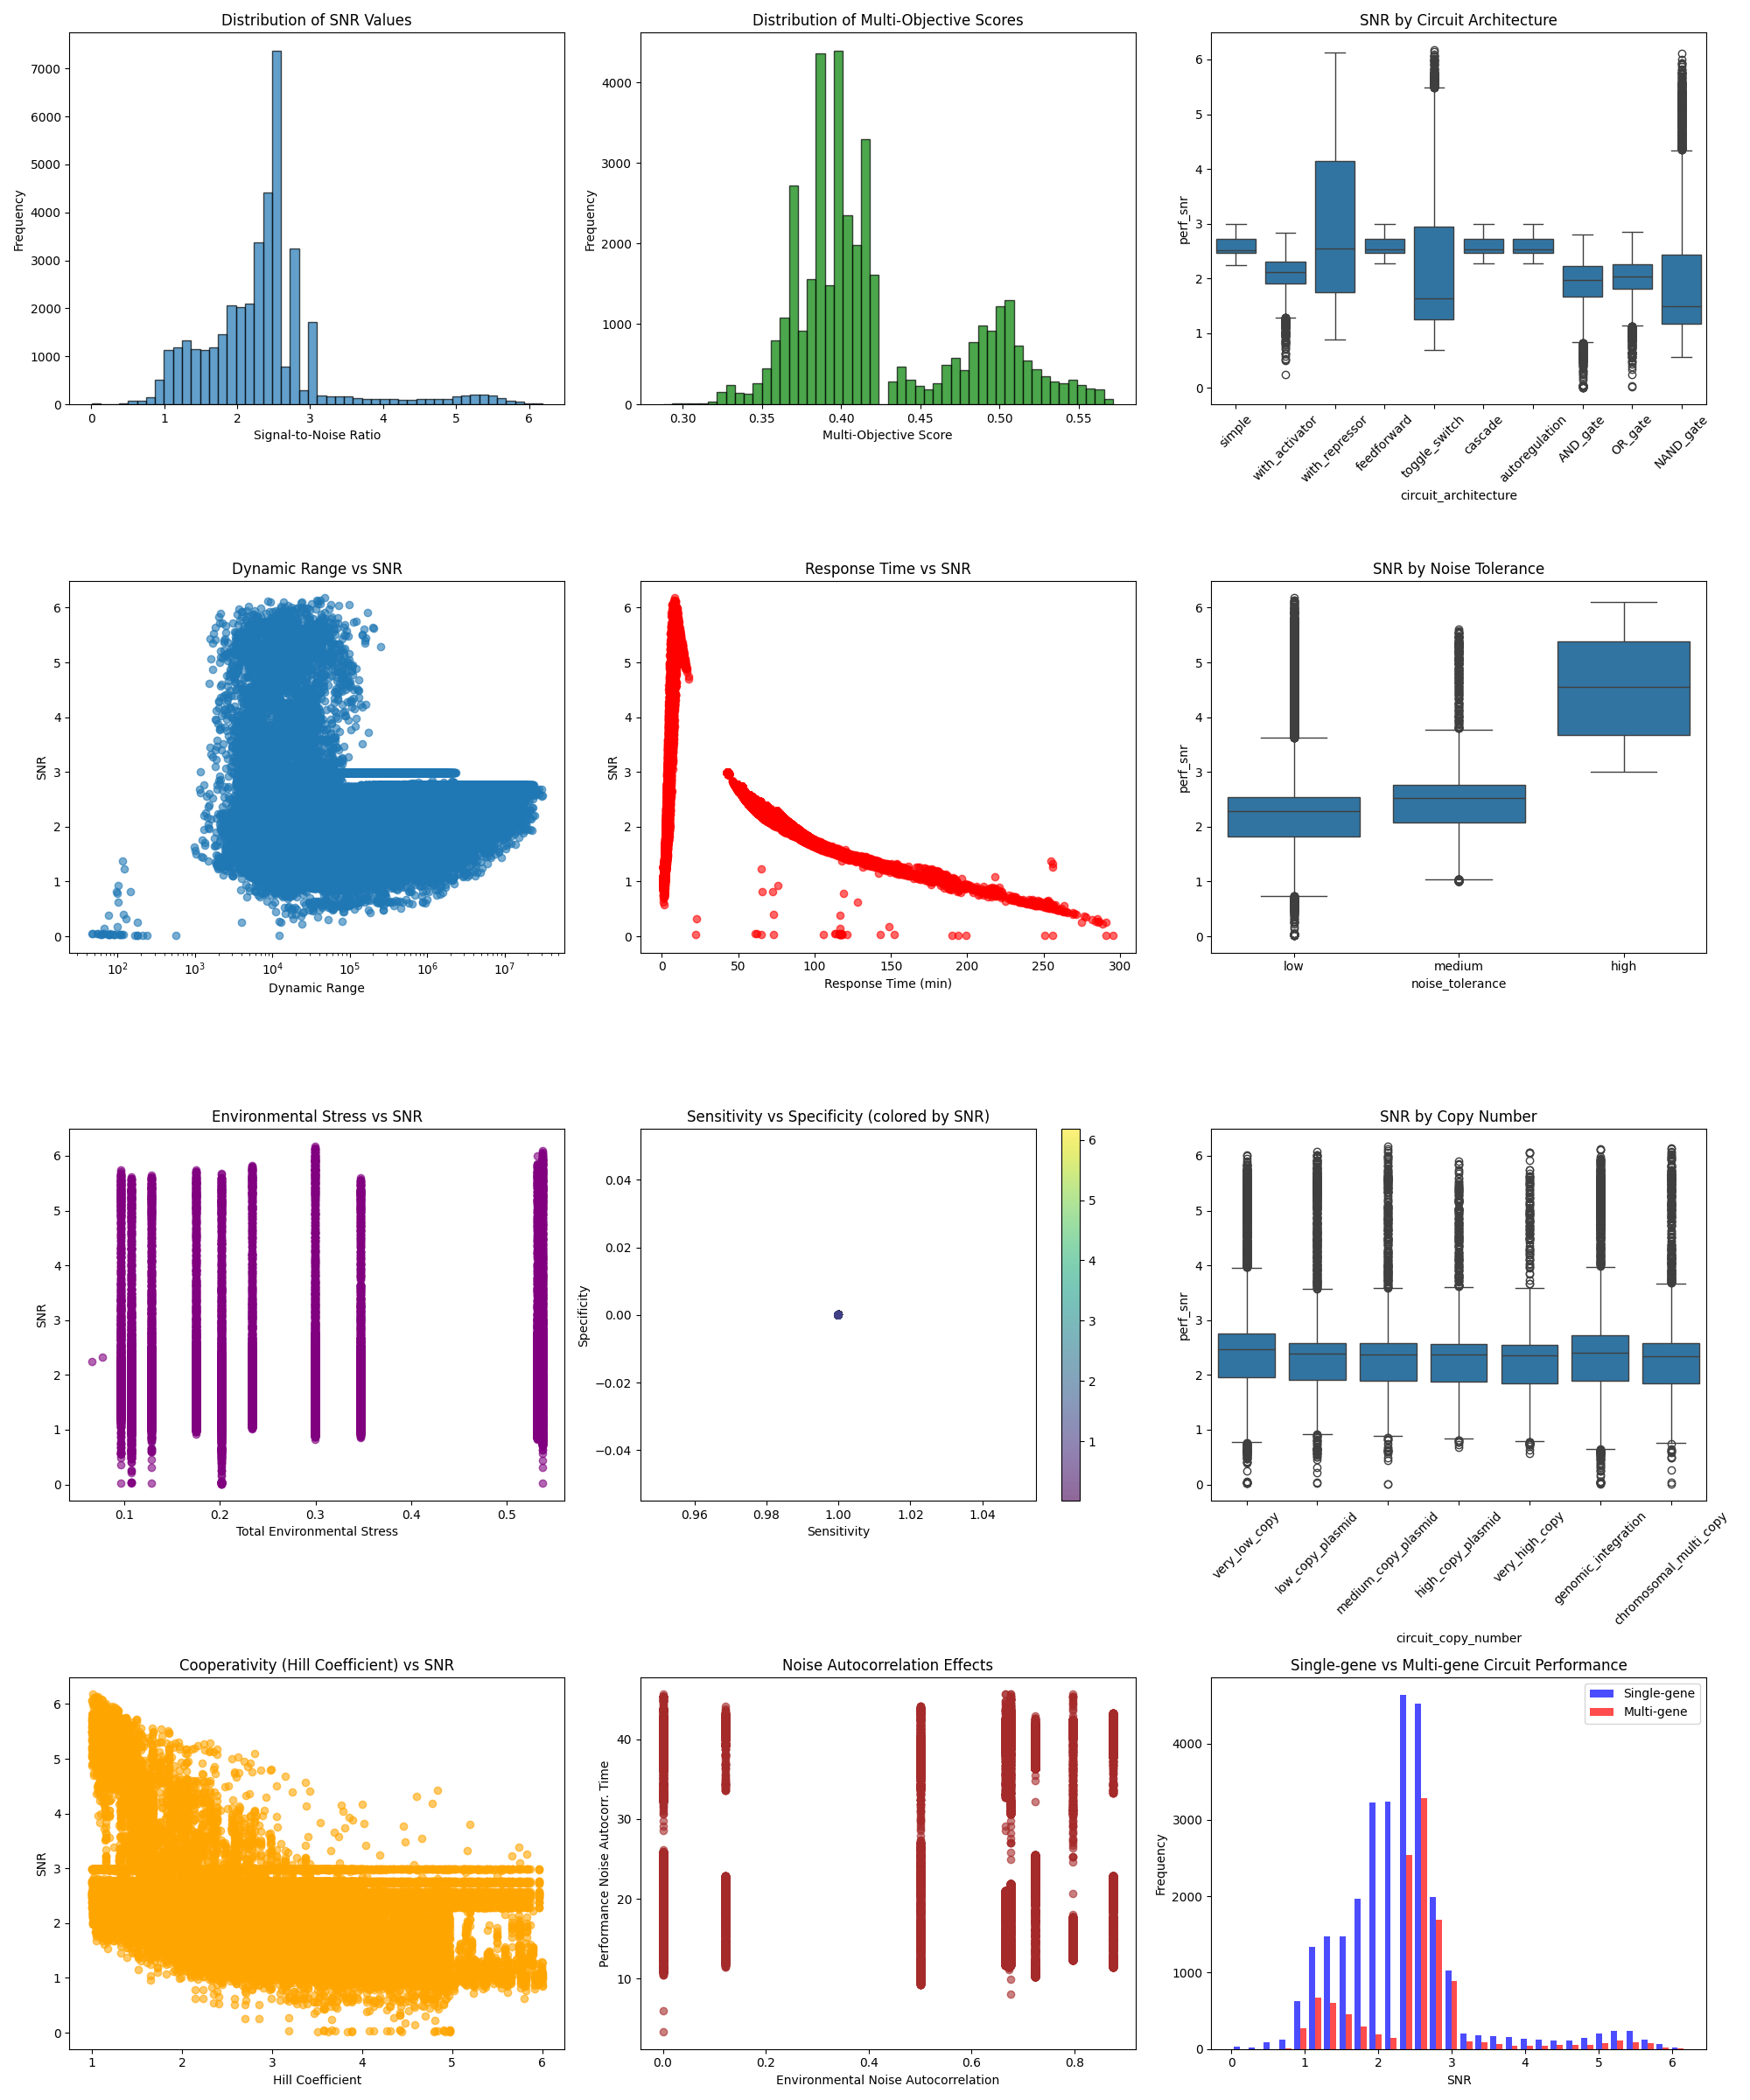 Distribution of SNR Values
Frequency
7000
6000
5000
4000
3000
2000
1000
0
0 1 2 3 4 5 6
Signal-to-Noise Ratio
Distribution of Multi-Objective Scores
Frequency
4000
3000
2000
1000
0
0.30 0.35 0.40 0.45 0.50 0.55
Multi-Objective Score
SNR by Circuit Architecture
perf_snr
6
5
4
3
2
1
0
simple with_activator with_repressor feedforward toggle_switch cascade autoregulation AND_gate OR_gate NAND_gate
circuit_architecture
Dynamic Range vs SNR
SNR
6
5
4
3
2
1
0
10² 10³ 10⁴ 10⁵ 10⁶ 10⁷
Dynamic Range
Response Time vs SNR
SNR
6
5
4
3
2
1
0
0 50 100 150 200 250 300
Response Time (min)
SNR by Noise Tolerance
perf_snr
6
5
4
3
2
1
0
low medium high
noise_tolerance
Environmental Stress vs SNR
SNR
6
5
4
3
2
1
0
0.1 0.2 0.3 0.4 0.5
Total Environmental Stress
Sensitivity vs Specificity (colored by SNR)
Specificity
0.04
0.02
0.00
−0.02
−0.04
0.96 0.98 1.00 1.02 1.04
Sensitivity
6
5
4
3
2
1
SNR by Copy Number
perf_snr
6
5
4
3
2
1
0
very_low_copy low_copy_plasmid medium_copy_plasmid high_copy_plasmid very_high_copy genomic_integration chromosomal_multi_copy
circuit_copy_number
Cooperativity (Hill Coefficient) vs SNR
SNR
6
5
4
3
2
1
0
1 2 3 4 5 6
Hill Coefficient
Noise Autocorrelation Effects
Performance Noise Autocorr. Time
40
30
20
10
0.0 0.2 0.4 0.6 0.8
Environmental Noise Autocorrelation
Single-gene vs Multi-gene Circuit Performance
Single-gene
Multi-gene
Frequency
4000
3000
2000
1000
0
0 1 2 3 4 5 6
SNR